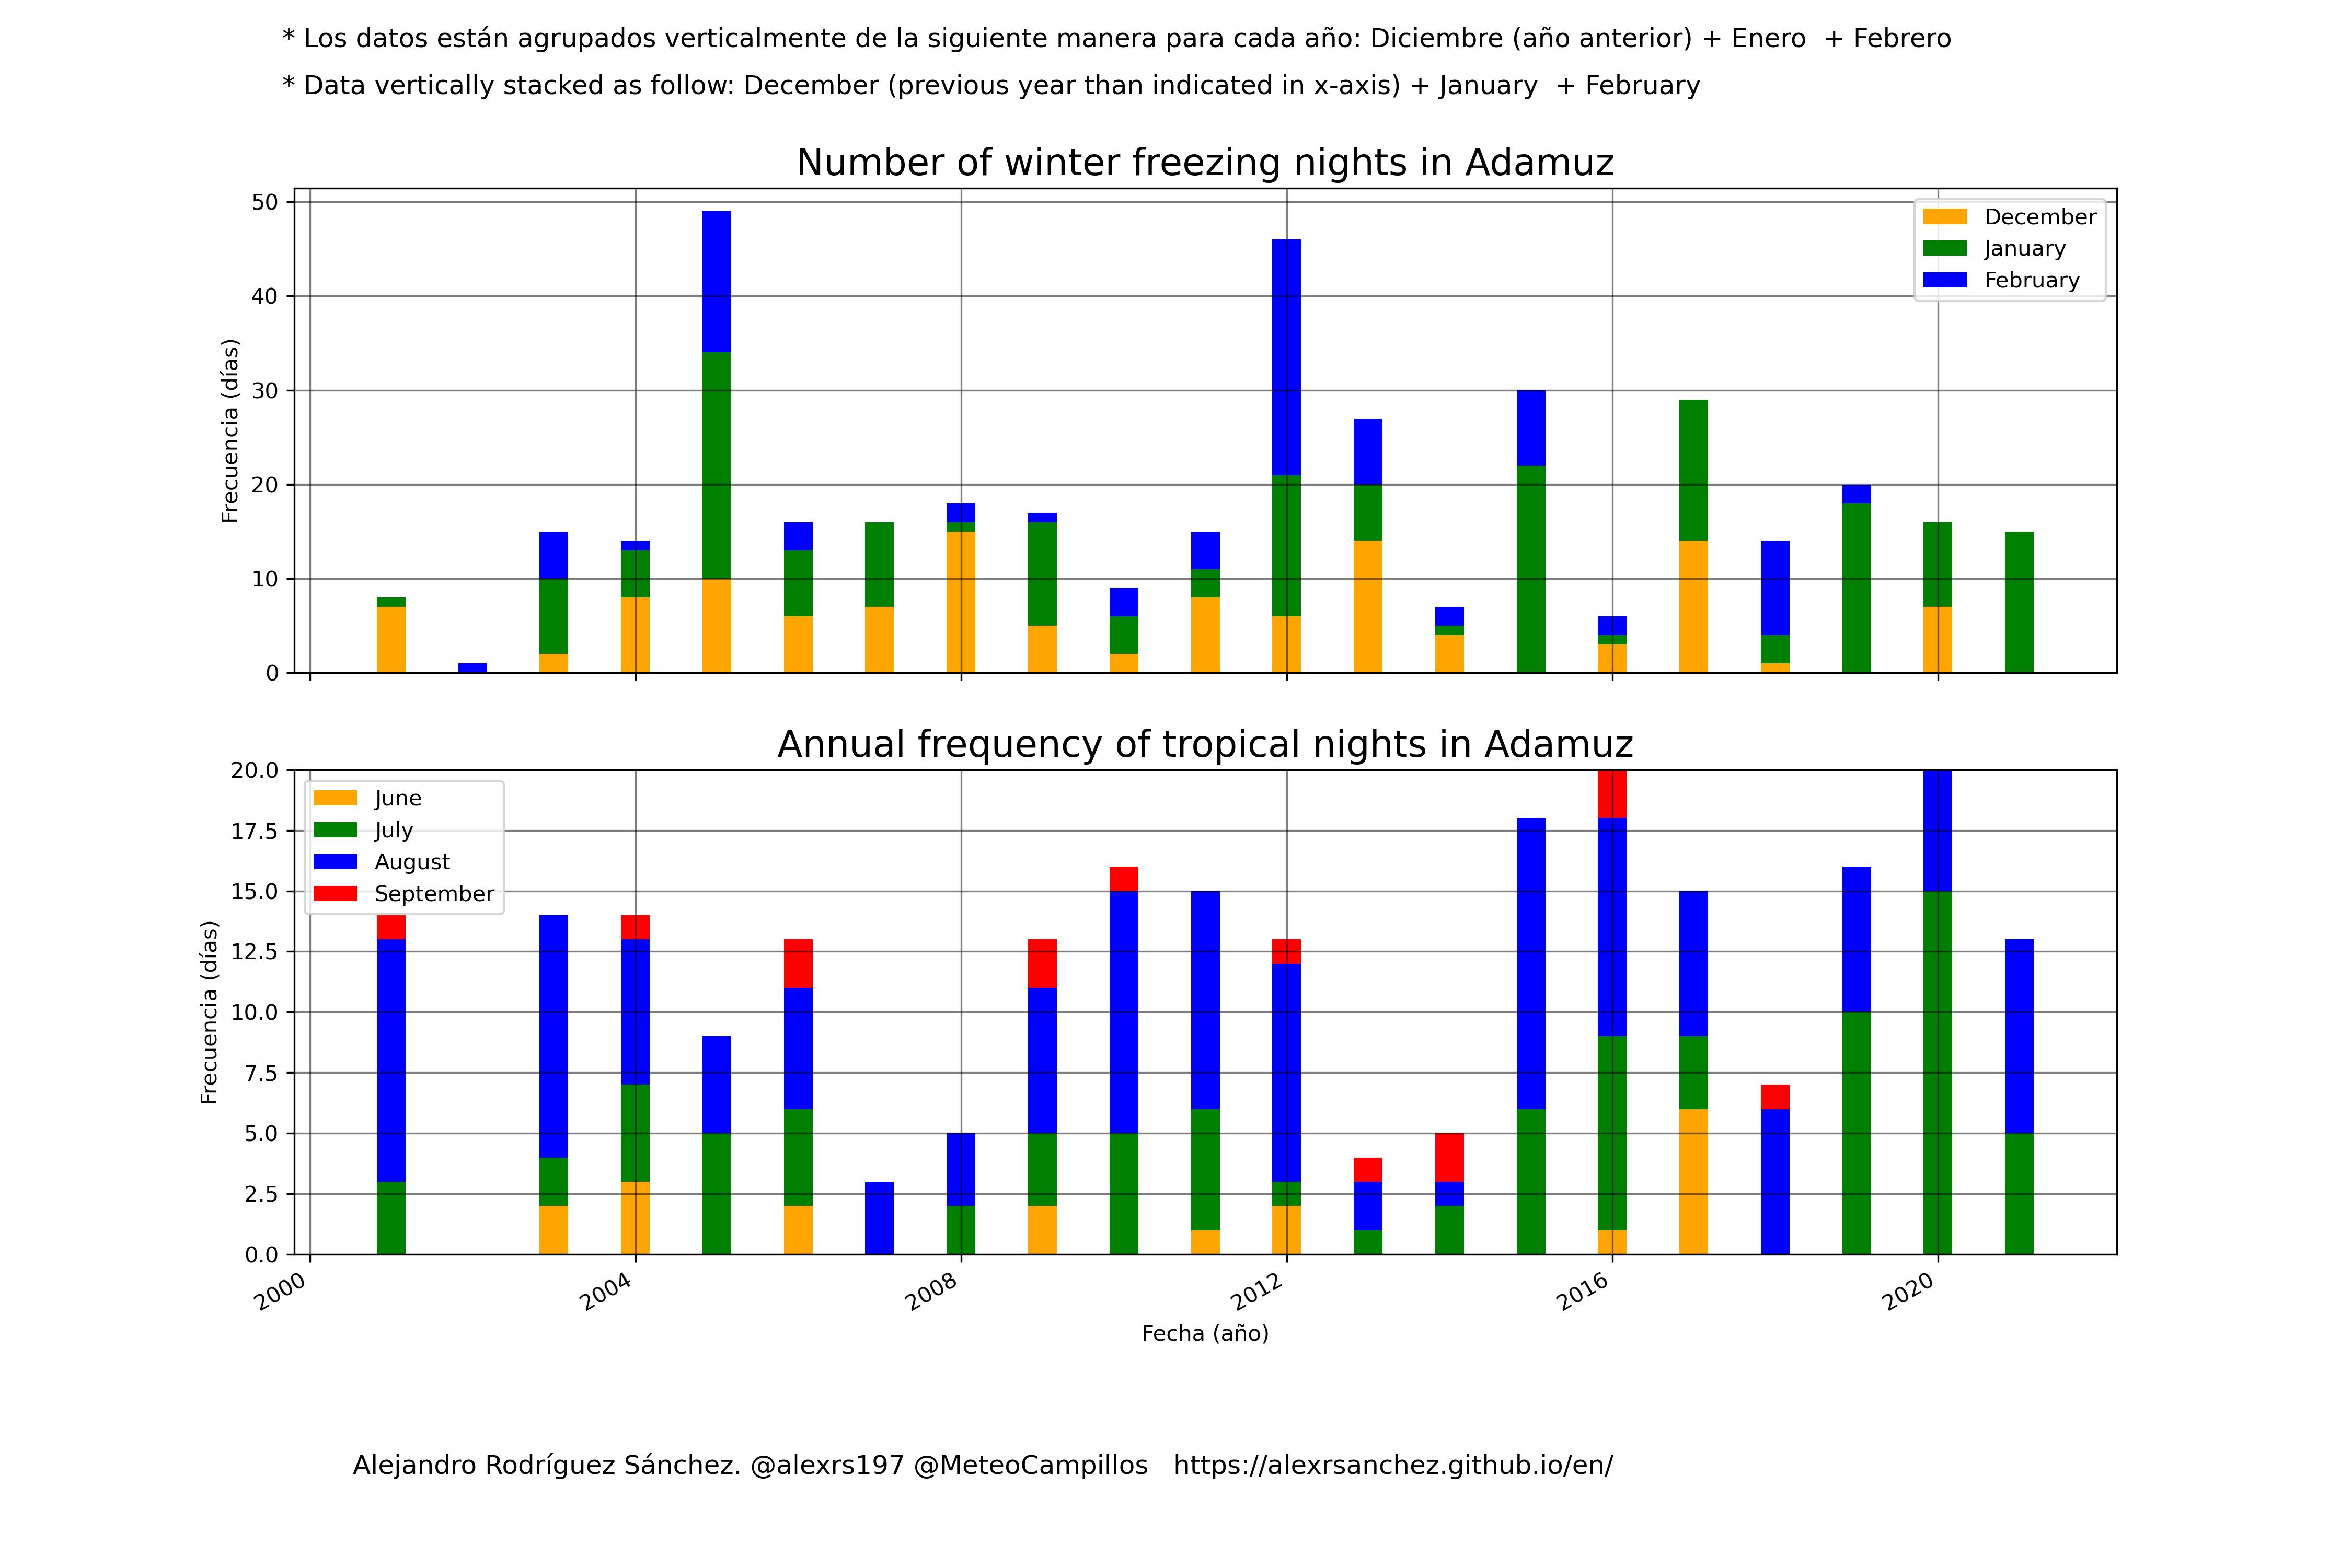 * Los datos están agrupados verticalmente de la siguiente manera para cada año: Diciembre (año anterior) + Enero  + Febrero
* Data vertically stacked as follow: December (previous year than indicated in x-axis) + January  + February
Number of winter freezing nights in Adamuz
50
40
30
20
10
0
Frecuencia (días)
December
January
February
Annual frequency of tropical nights in Adamuz
20.0
17.5
15.0
12.5
10.0
7.5
5.0
2.5
0.0
Frecuencia (días)
June
July
August
September
2000
2004
2008
2012
2016
2020
Fecha (año)
Alejandro Rodríguez Sánchez. @alexrs197 @MeteoCampillos   https://alexrsanchez.github.io/en/